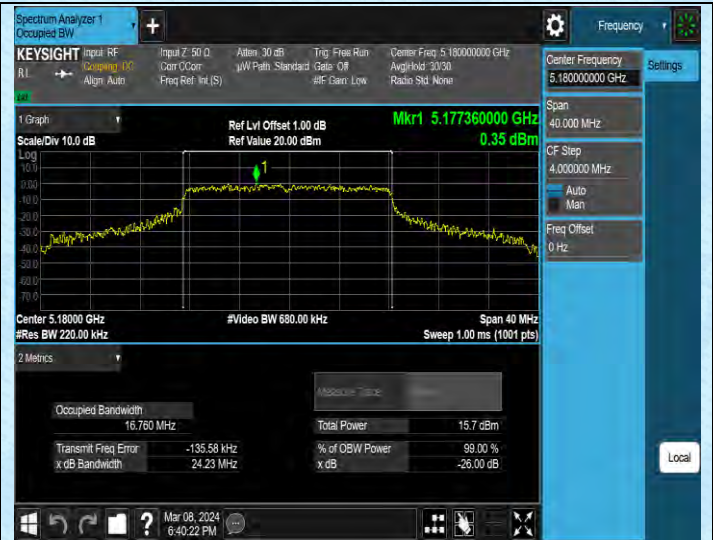 Spectrum Analyzer 1
Occupied BW
+
Frequency
KEYSIGHT Input: RF
RL
Coupling: DC
Align: Auto
Input Z: 50 Ω
Corr CCorr
Freq Ref: Int (S)
Atten: 30 dB
µW Path: Standard
Trig: Free Run
Gate: Off
#IF Gain: Low
Center Freq: 5.180000000 GHz
Avg|Hold: 30/30
Radio Std: None
Center Frequency
5.180000000 GHz
Settings
Span
40.000 MHz
CF Step
4.000000 MHz
Auto
Man
Freq Offset
0 Hz
1 Graph
Scale/Div 10.0 dB
Ref Lvl Offset 1.00 dB
Ref Value 20.00 dBm
Mkr1 5.177360000 GHz
0.35 dBm
Log
10.0
0.00
-10.0
-20.0
-30.0
-40.0
-50.0
-60.0
-70.0
1
Center 5.18000 GHz
#Res BW 220.00 kHz
#Video BW 680.00 kHz
Span 40 MHz
Sweep 1.00 ms (1001 pts)
2 Metrics
Measure Trace
Occupied Bandwidth
16.760 MHz
Total Power 15.7 dBm
Transmit Freq Error -135.58 kHz
% of OBW Power 99.00 %
x dB Bandwidth 24.23 MHz
x dB -26.00 dB
Local
?
Mar 08, 2024
6:40:22 PM